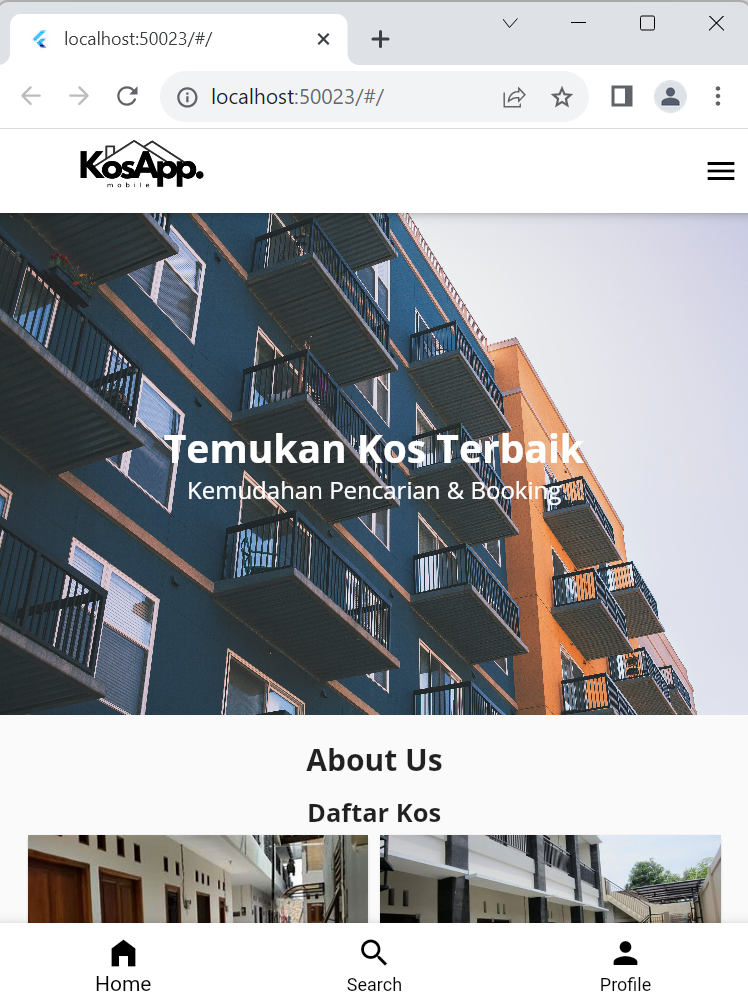 localhost:50023/#/
localhost:50023/#/
KosApp.
mobile
Temukan Kos Terbaik
Kemudahan Pencarian & Booking!
About Us
Daftar Kos
Home
Search
Profile